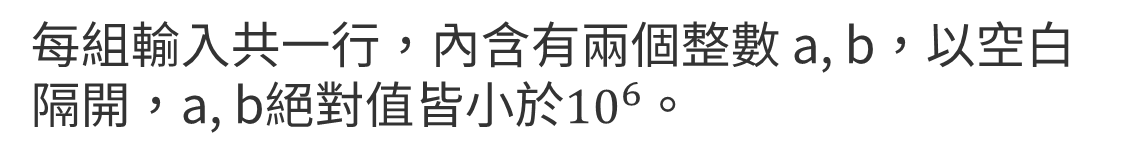 每組輸入共一行，內含有兩個整數 a, b，以空白
隔開，a, b絕對值皆小於10⁶。